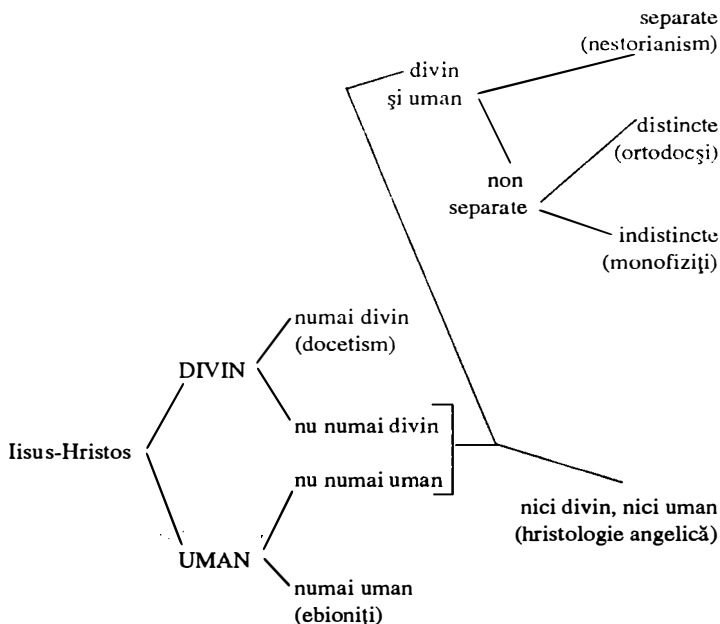 separate
(nestorianism)
divin
şi uman
distincte
(ortodocşi)
non
separate
indistincte
(monofiziţi)
numai divin
(docetism)
DIVIN
nu numai divin
Iisus-Hristos
nu numai uman
nici divin, nici uman
(hristologie angelică)
UMAN
numai uman
(ebioniţi)